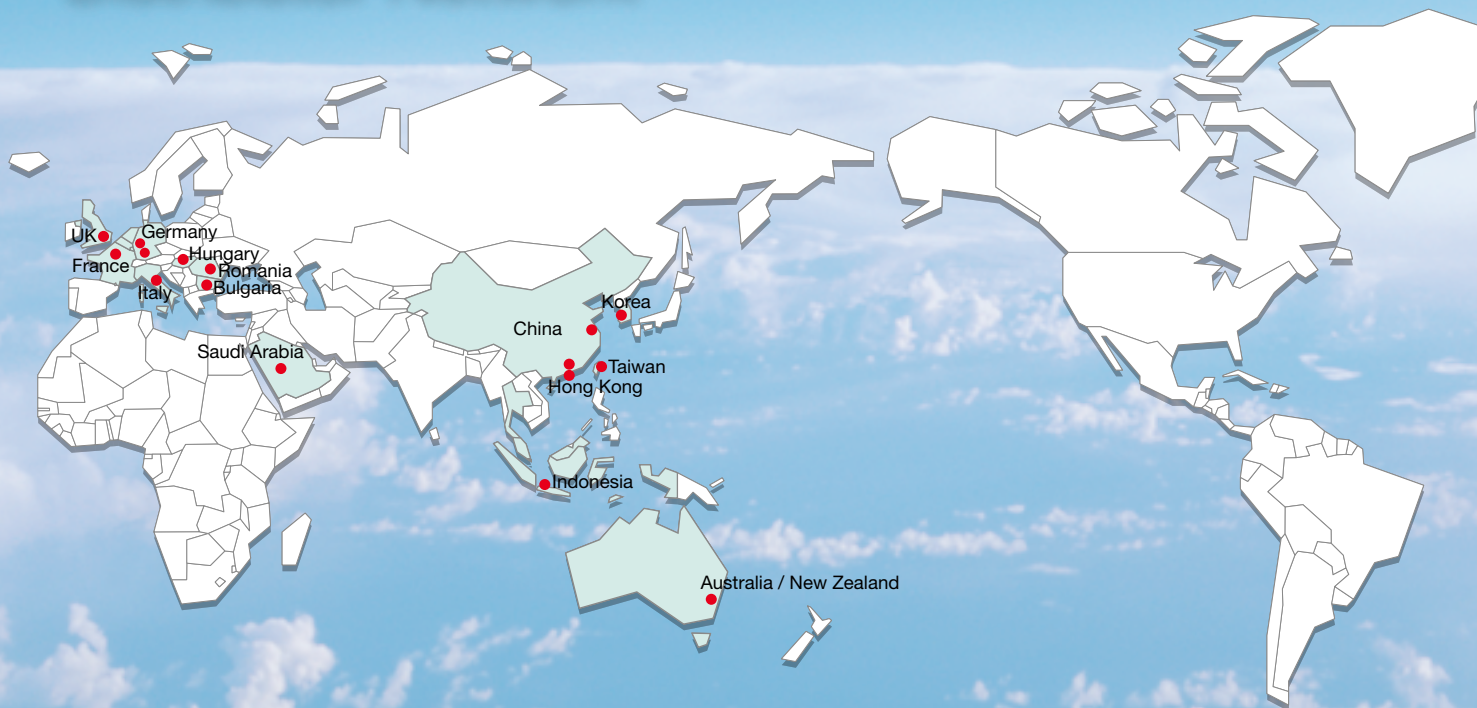 UK
Germany
France
Hungary
Romania
Italy
Bulgaria
Korea
China
Saudi Arabia
Taiwan
Hong Kong
Indonesia
Australia / New Zealand